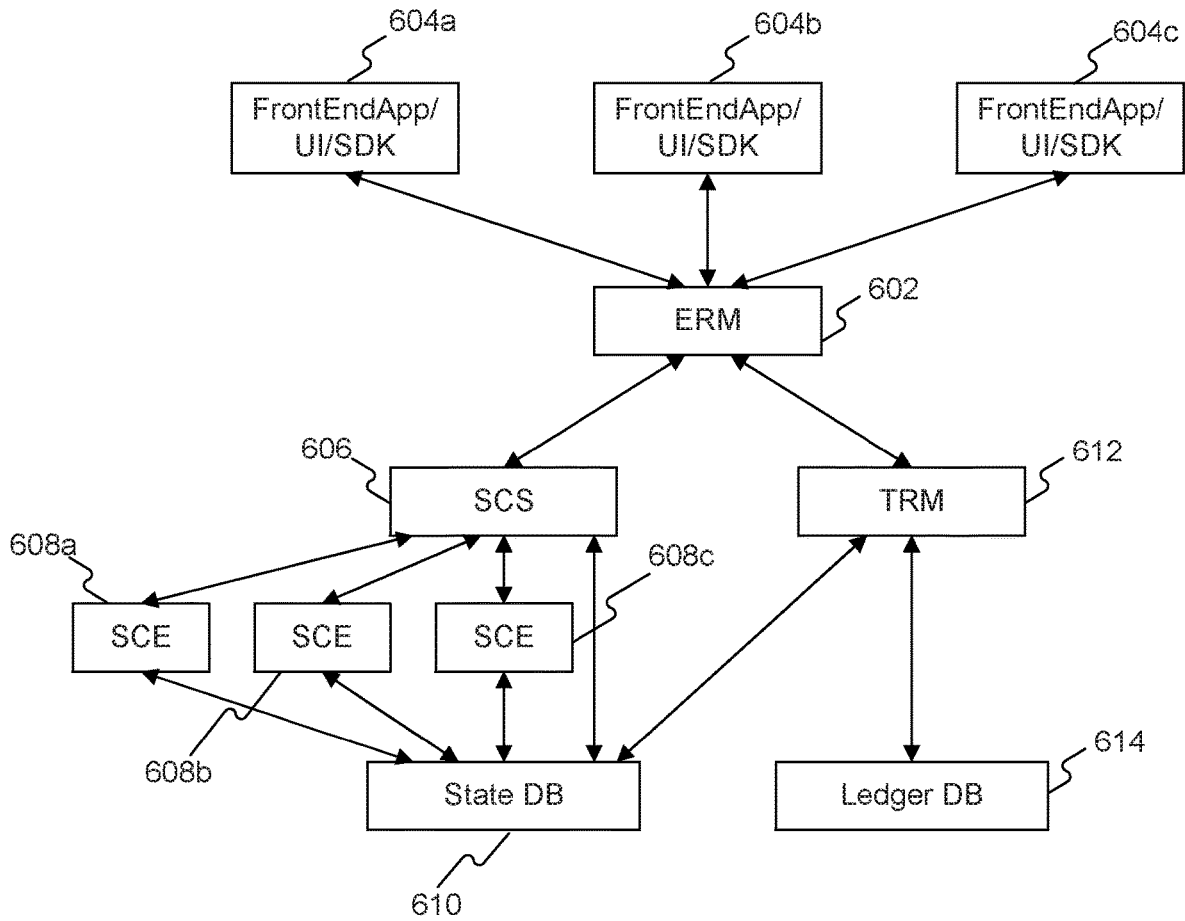 604a
604b
604c
FrontEndApp/
UI/SDK
FrontEndApp/
UI/SDK
FrontEndApp/
UI/SDK
602
ERM
606
612
SCS
TRM
608a
608c
SCE
SCE
SCE
608b
614
State DB
Ledger DB
610